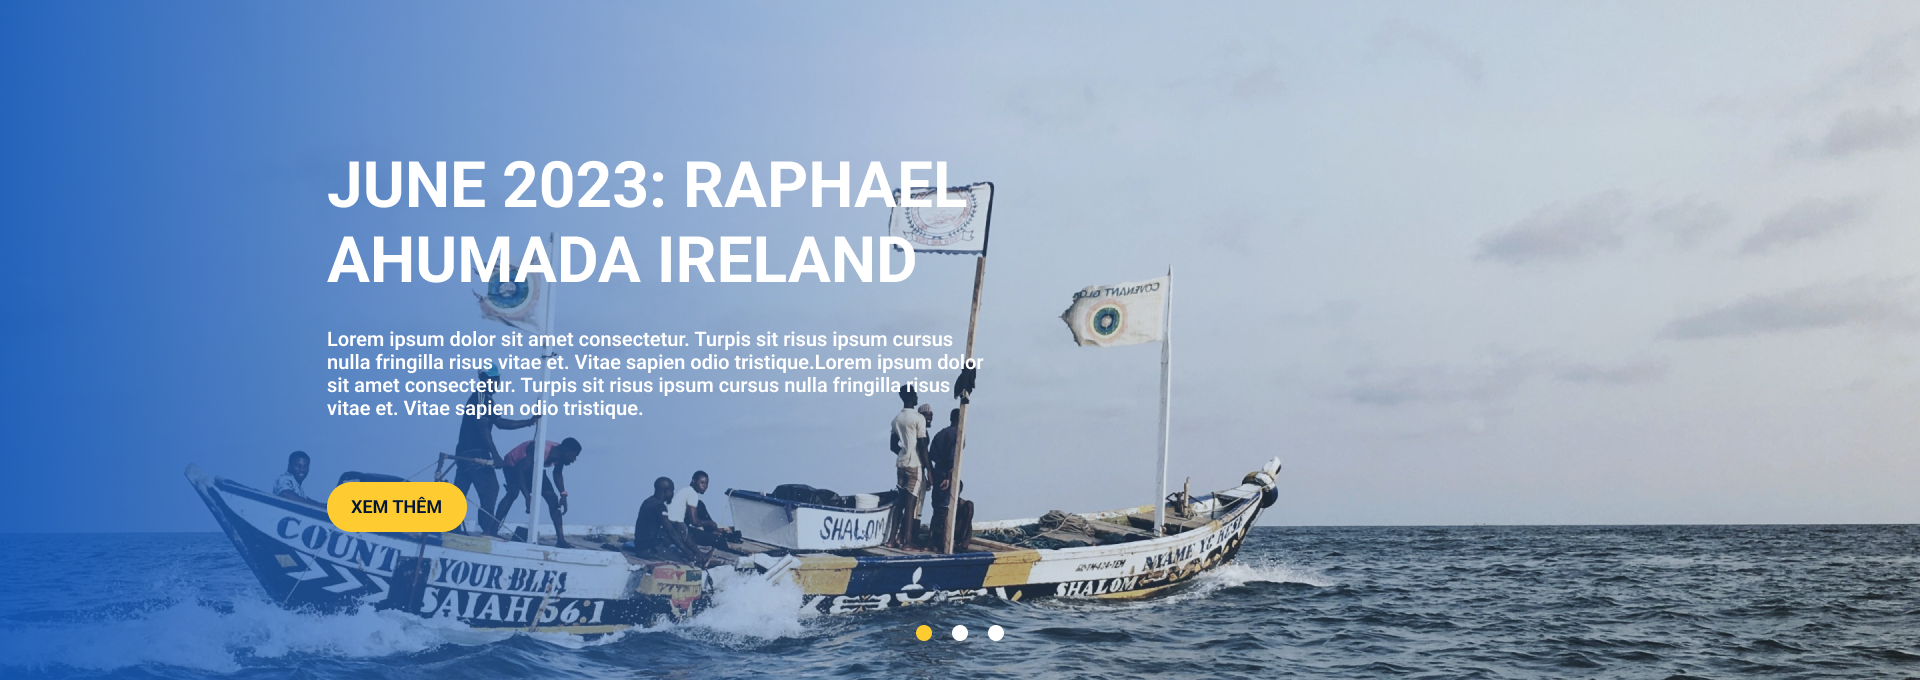 JUNE 2023: RAPHAEL
AHUMADA IRELAND
Lorem ipsum dolor sit amet consectetur. Turpis sit risus ipsum cursus
nulla fringilla risus vitae et. Vitae sapien odio tristique.Lorem ipsum dolor
sit amet consectetur. Turpis sit risus ipsum cursus nulla fringilla risus
vitae et. Vitae sapien odio tristique.
XEM THÊM
COVENANT
SHALOM
COUNT YOUR BLES
SAIAH 56:1
SHALOM
NYAME